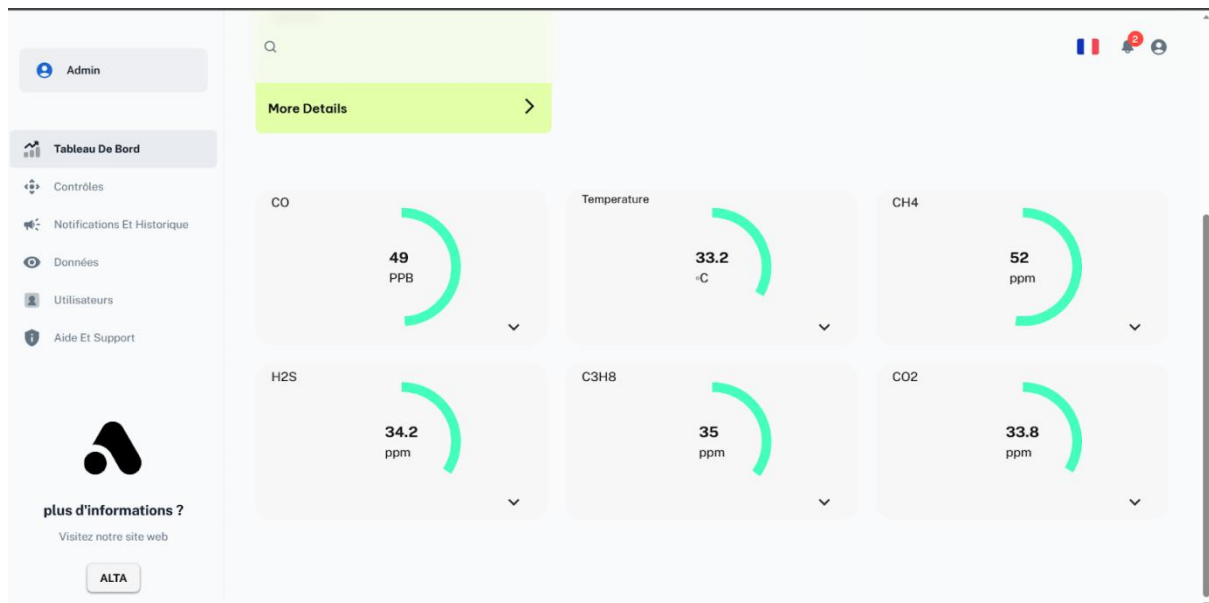 Admin
2
More Details
Tableau De Bord
Contrôles
Notifications Et Historique
Données
Utilisateurs
Aide Et Support
plus d'informations ?
Visitez notre site web
ALTA
CO
49
PPB
Temperature
33.2
◦C
CH4
52
ppm
H2S
34.2
ppm
C3H8
35
ppm
CO2
33.8
ppm